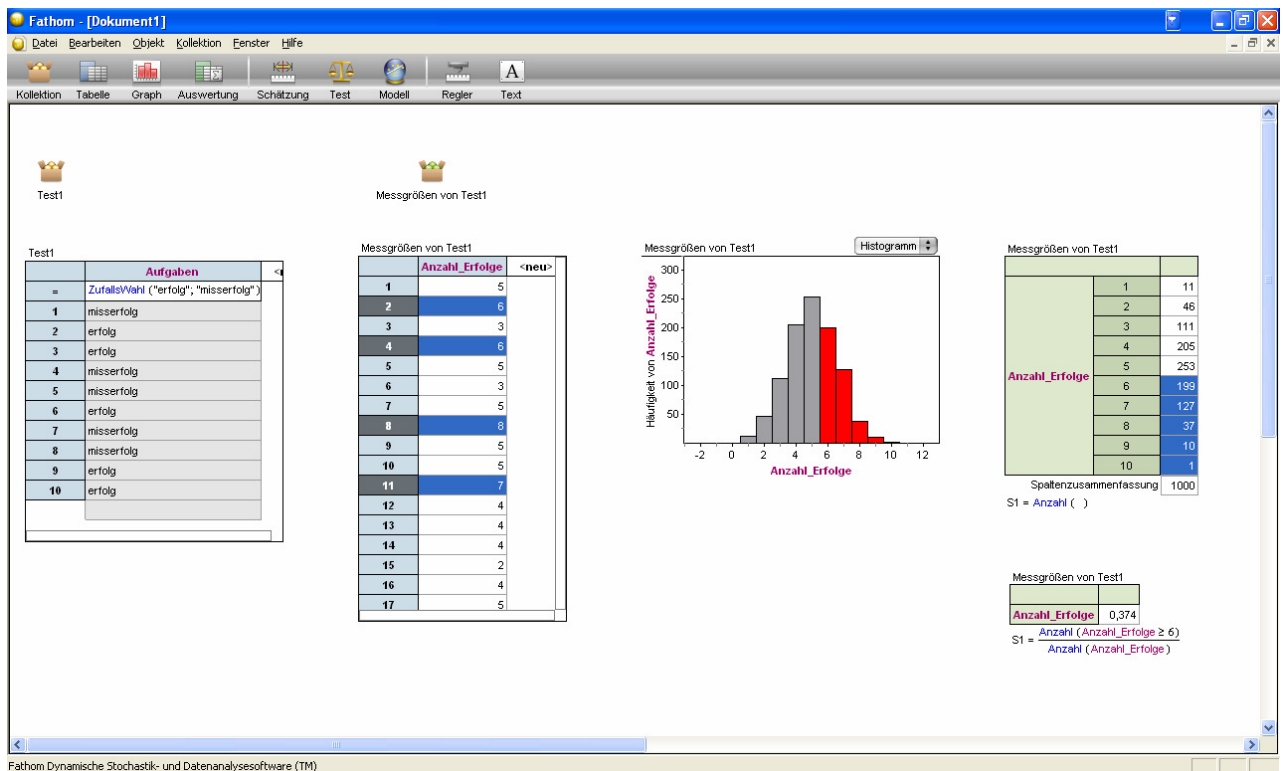 Fathom - [Dokument1]
Datei Bearbeiten Objekt Kollektion Fenster Hilfe
Kollektion Tabelle Graph Auswertung Schätzung Test Modell Regler Text
Test1
Messgrößen von Test1
Test1
Aufgaben
= ZufallsWahl ("erfolg"; "misserfolg")
1 misserfolg
2 erfolg
3 erfolg
4 misserfolg
5 misserfolg
6 erfolg
7 misserfolg
8 misserfolg
9 erfolg
10 erfolg
Messgrößen von Test1
Anzahl_Erfolge <neu>
1 5
2 6
3 3
4 6
5 5
6 3
7 5
8 8
9 5
10 5
11 7
12 4
13 4
14 4
15 2
16 4
17 5
Messgrößen von Test1
Histogramm
Häufigkeit von Anzahl_Erfolge
300
250
200
150
100
50
-2 0 2 4 6 8 10 12
Anzahl_Erfolge
Messgrößen von Test1
Anzahl_Erfolge
1 11
2 46
3 111
4 205
5 253
6 199
7 127
8 37
9 10
10 1
Spaltenzusammenfassung 1000
S1 = Anzahl ( )
Messgrößen von Test1
Anzahl_Erfolge 0,374
S1 = Anzahl (Anzahl_Erfolge ≥ 6)
Anzahl (Anzahl_Erfolge)
Fathom Dynamische Stochastik- und Datenanalysesoftware (TM)